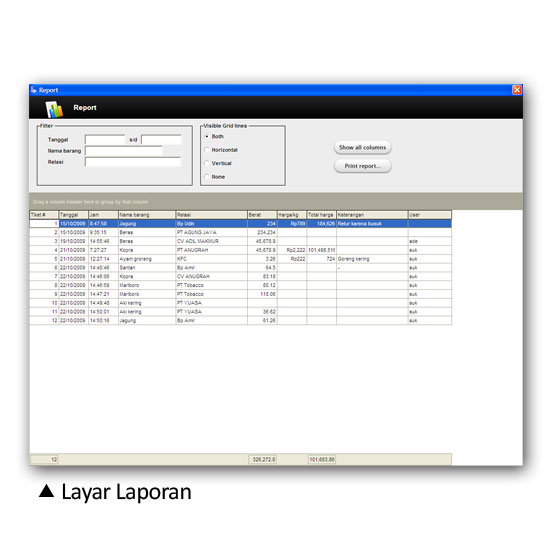 Report
Report
Filter
Visible Grid lines
Tanggal s/d
Nama barang
Relasi
Both
Horizontal
Vertical
None
Show all columns
Print report...
Drag a column header here to group by that column
Tiket # Tanggal Jam Nama barang Relasi Berat Harga/kg Total harga Keterangan User
1 15/10/2009 8:47:58 Jagung Bp Udin 234 Rp789 184,626 Retur karena busuk
2 15/10/2009 9:35:15 Beras PT AGUNG JAYA 234,234
3 19/10/2009 14:55:46 Beras CV ADIL MAKMUR 45,678.9 ade
4 21/10/2009 7:27:27 Kopra PT ANUGRAH 45,678.9 Rp2,222 101,498,516 suk
5 21/10/2009 12:27:14 Ayam groreng KFC 3.26 Rp222 724 Goreng kering suk
6 22/10/2009 14:40:46 Santan Bp Amir 64.5 - suk
7 22/10/2009 14:46:06 Kopra CV ANUGRAH 83.18 suk
8 22/10/2009 14:46:59 Marlboro PT Tobacco 80.12 suk
9 22/10/2009 14:47:21 Marlboro PT Tobacco suk
10 22/10/2009 14:49:48 Aki kering PT YUASA suk
11 22/10/2009 14:50:01 Aki kering PT YUASA 36.62 suk
12 22/10/2009 14:50:16 Jagung Bp Amir 61.26 suk
12 326,272.8 101,683,86
▲ Layar Laporan